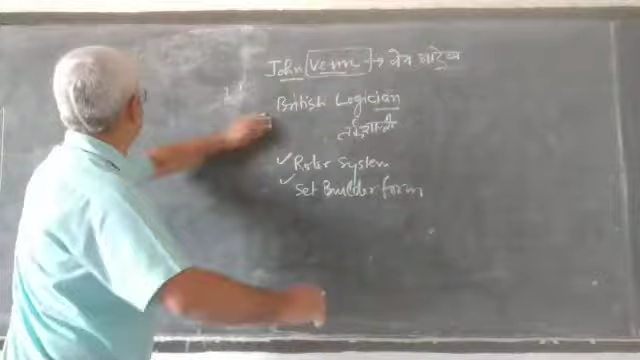 John Venn → वेन
British Logician
तर्कशास्त्री
✓ Roster System
✓ Set Builder form